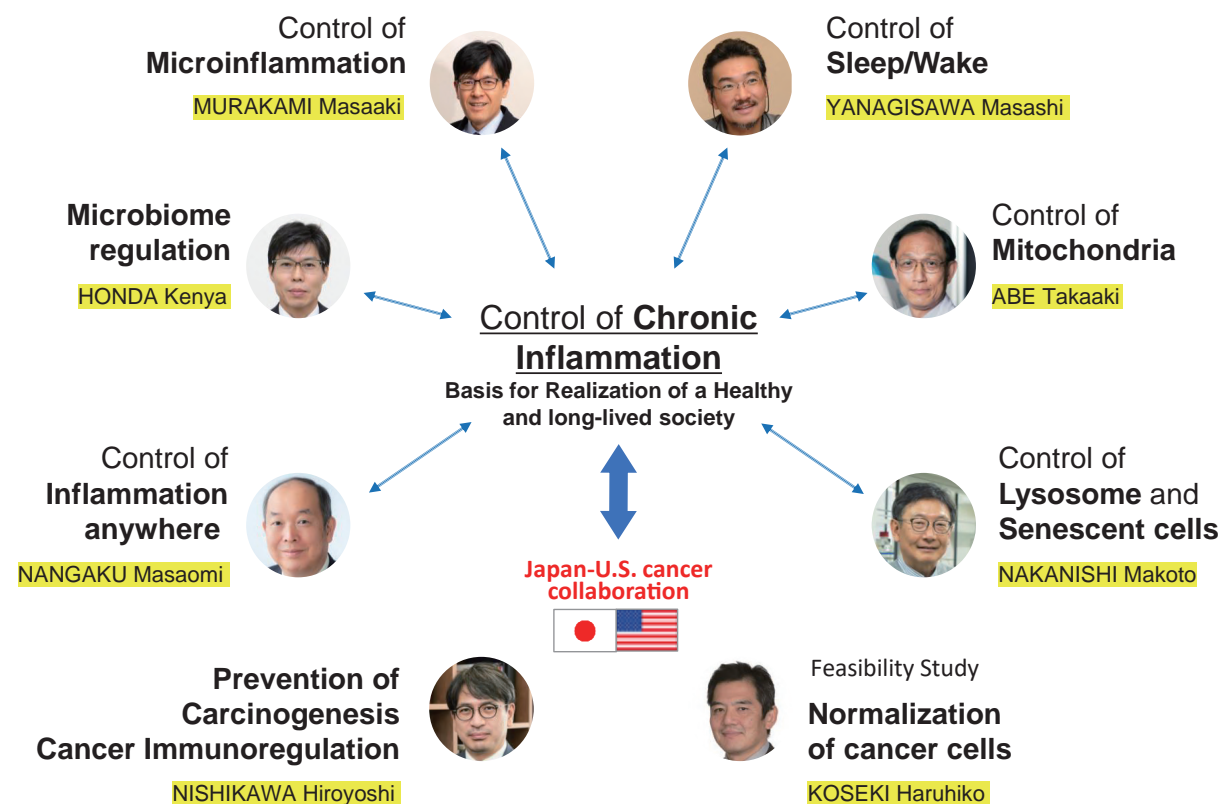 Control of
Microinflammation
MURAKAMI Masaaki
Control of
Sleep/Wake
YANAGISAWA Masashi
Microbiome
regulation
HONDA Kenya
Control of
Mitochondria
ABE Takaaki
Control of Chronic
Inflammation
Basis for Realization of a Healthy
and long-lived society
Control of
Inflammation
anywhere
NANGAKU Masaomi
Control of
Lysosome and
Senescent cells
NAKANISHI Makoto
Japan-U.S. cancer
collaboration
Prevention of
Carcinogenesis
Cancer Immunoregulation
NISHIKAWA Hiroyoshi
Feasibility Study
Normalization
of cancer cells
KOSEKI Haruhiko